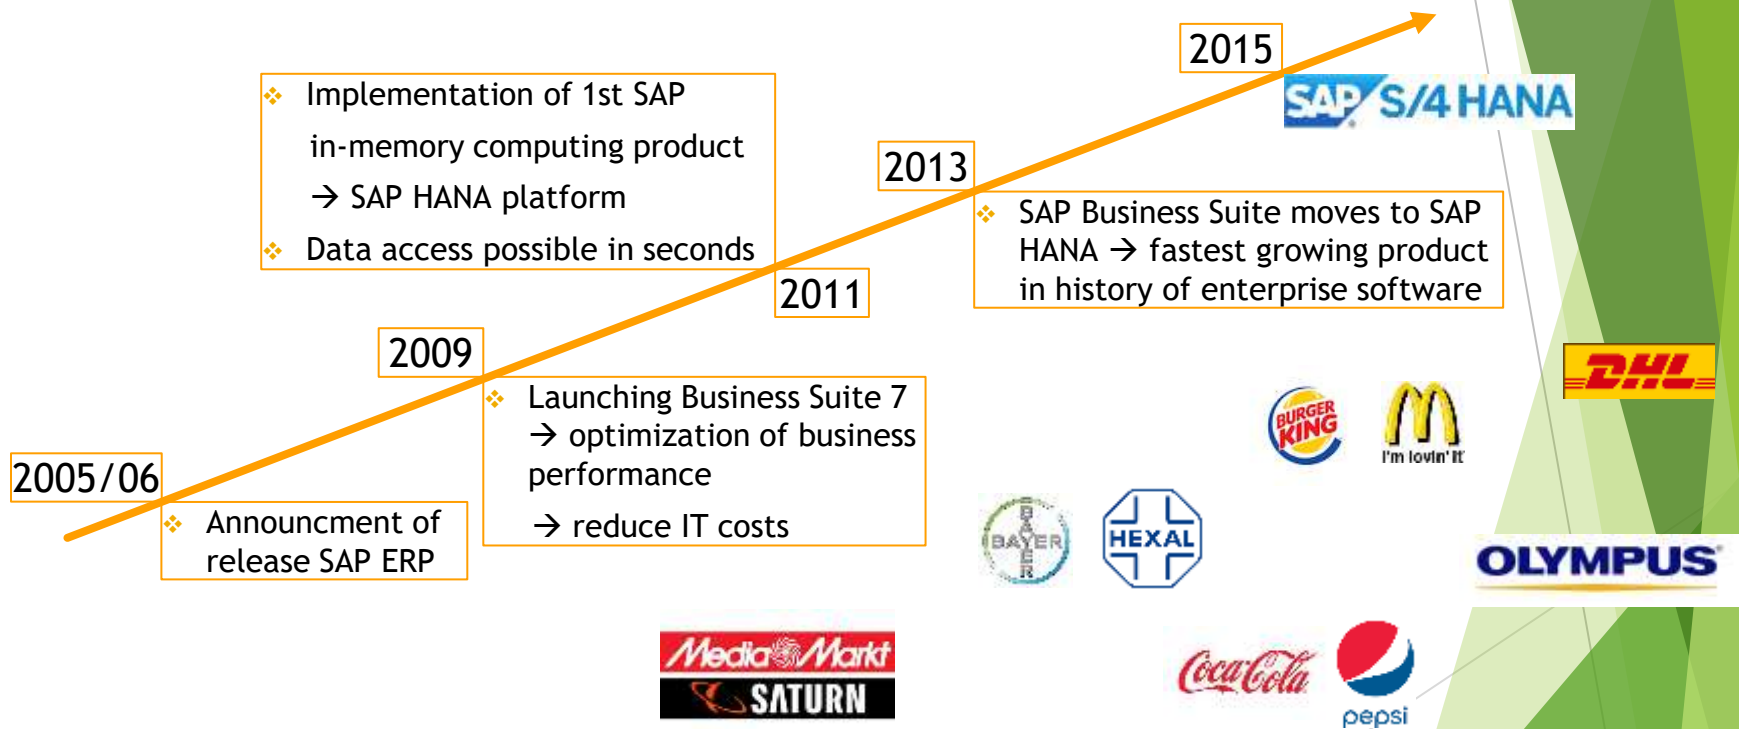 2015
SAP S/4 HANA
❖ Implementation of 1st SAP
in-memory computing product
→ SAP HANA platform
❖ Data access possible in seconds
2013
❖ SAP Business Suite moves to SAP
HANA → fastest growing product
in history of enterprise software
2011
2009
❖ Launching Business Suite 7
→ optimization of business
performance
→ reduce IT costs
2005/06
❖ Announcment of
release SAP ERP
DHL
BURGER
KING
i'm lovin' it
BAYER
BAYER
HEXAL
OLYMPUS
Media Markt
SATURN
Coca-Cola
pepsi